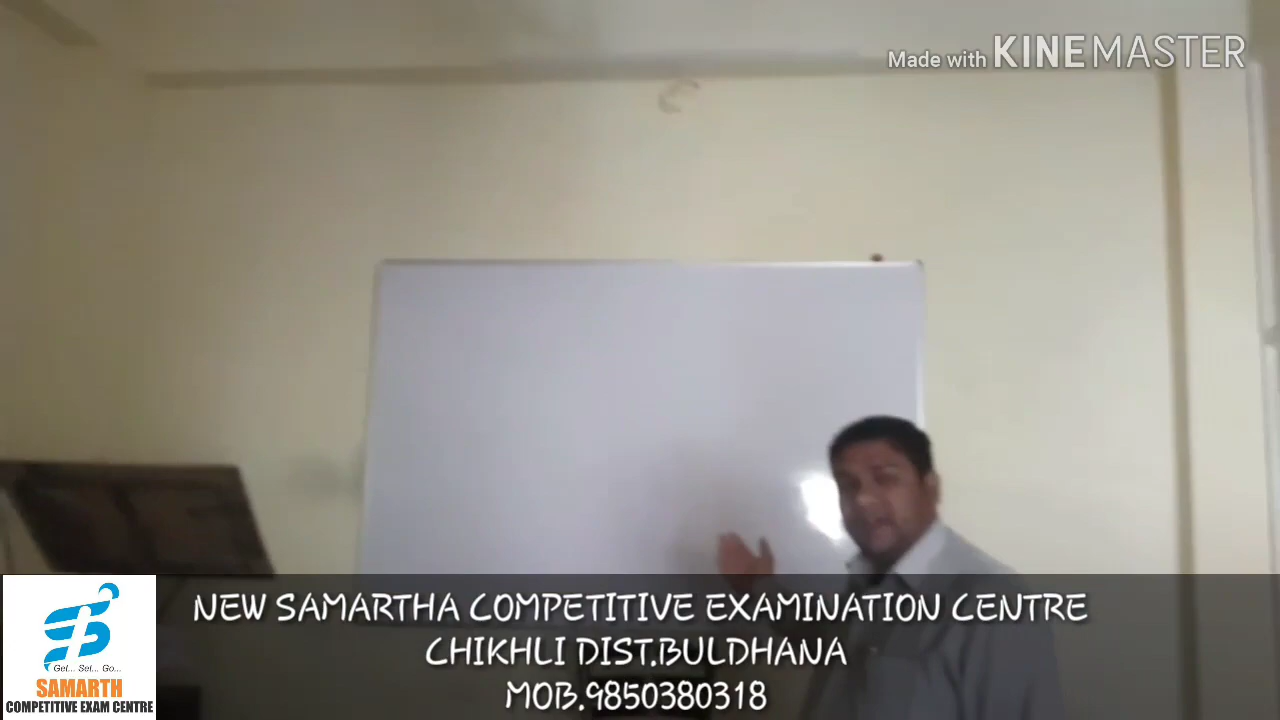 Made with KINEMASTER
NEW SAMARTHA COMPETITIVE EXAMINATION CENTRE
CHIKHLI DIST.BULDHANA
MOB.9850380318
Get... Set... Go...
SAMARTH
COMPETITIVE EXAM CENTRE